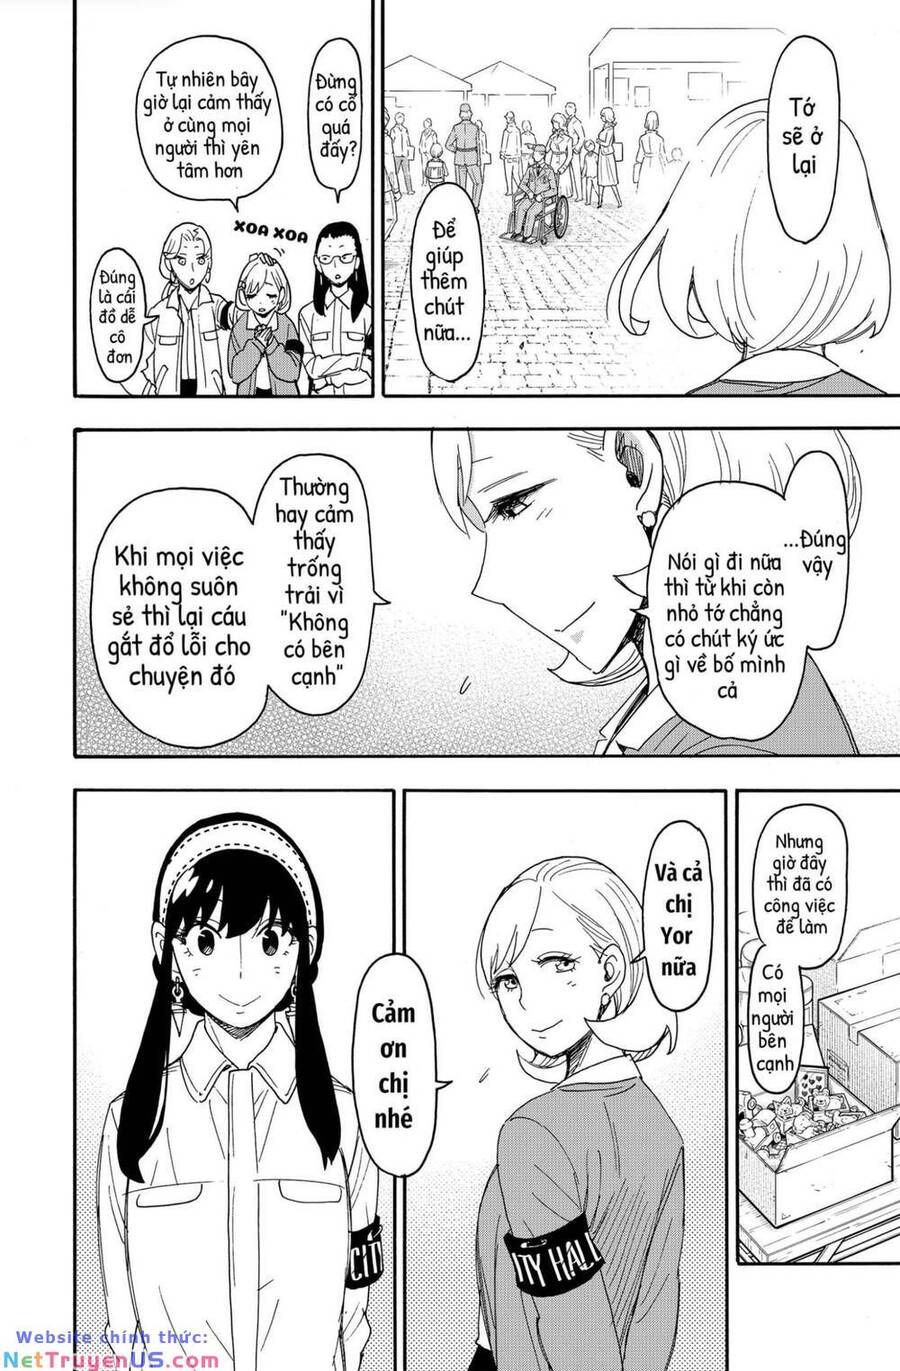 Tớ
sẽ ở
lại
Để
giúp
thêm
chút
nữa...
Đừng
có cố
quá
đấy?
Tự nhiên bây
giờ lại cảm thấy
ở cùng mọi
người thì yên
tâm hơn
XOA XOA
Đúng
là cái
đồ dễ
cô
đơn
...Đúng
vậy
Nói gì đi nữa
thì từ khi còn
nhỏ tớ chẳng
có chút ký ức
gì về bố mình
cả
Thường
hay cảm
thấy
trống
trải vì
"Không
có bên
cạnh"
Khi mọi việc
không suôn
sẻ thì lại cáu
gắt đổ lỗi cho
chuyện đó
Nhưng
giờ đây
thì đã có
công việc
để làm
Có
mọi
người
bên
cạnh
Và cả
chị
Yor
nữa
CITY HALL
Cảm
ơn
chị
nhé
CITY
Website chính thức:
NetTruyenUS.com